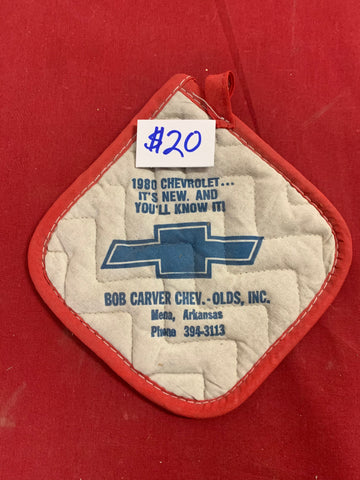 $20
1980 CHEVROLET...
IT'S NEW. AND
YOU'LL KNOW IT!
BOB CARVER CHEV.-OLDS, INC.
Mena, Arkansas
Phone 394-3113